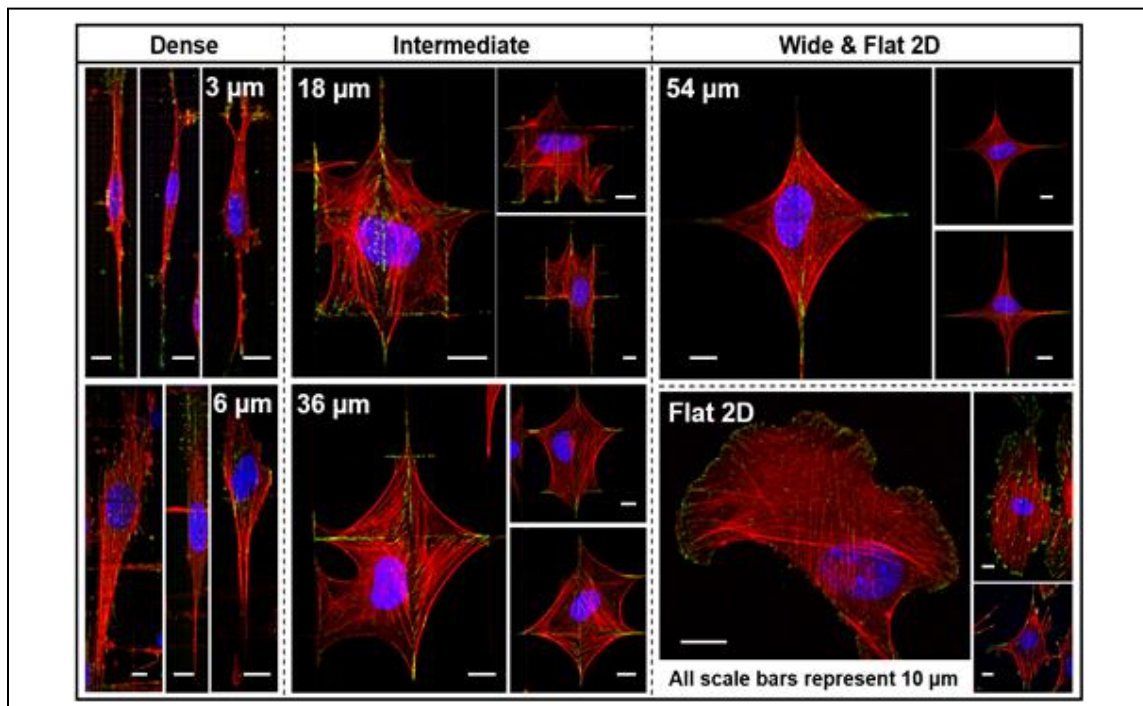 Dense
Intermediate
Wide & Flat 2D
3 µm
18 µm
54 µm
6 µm
36 µm
Flat 2D
All scale bars represent 10 µm